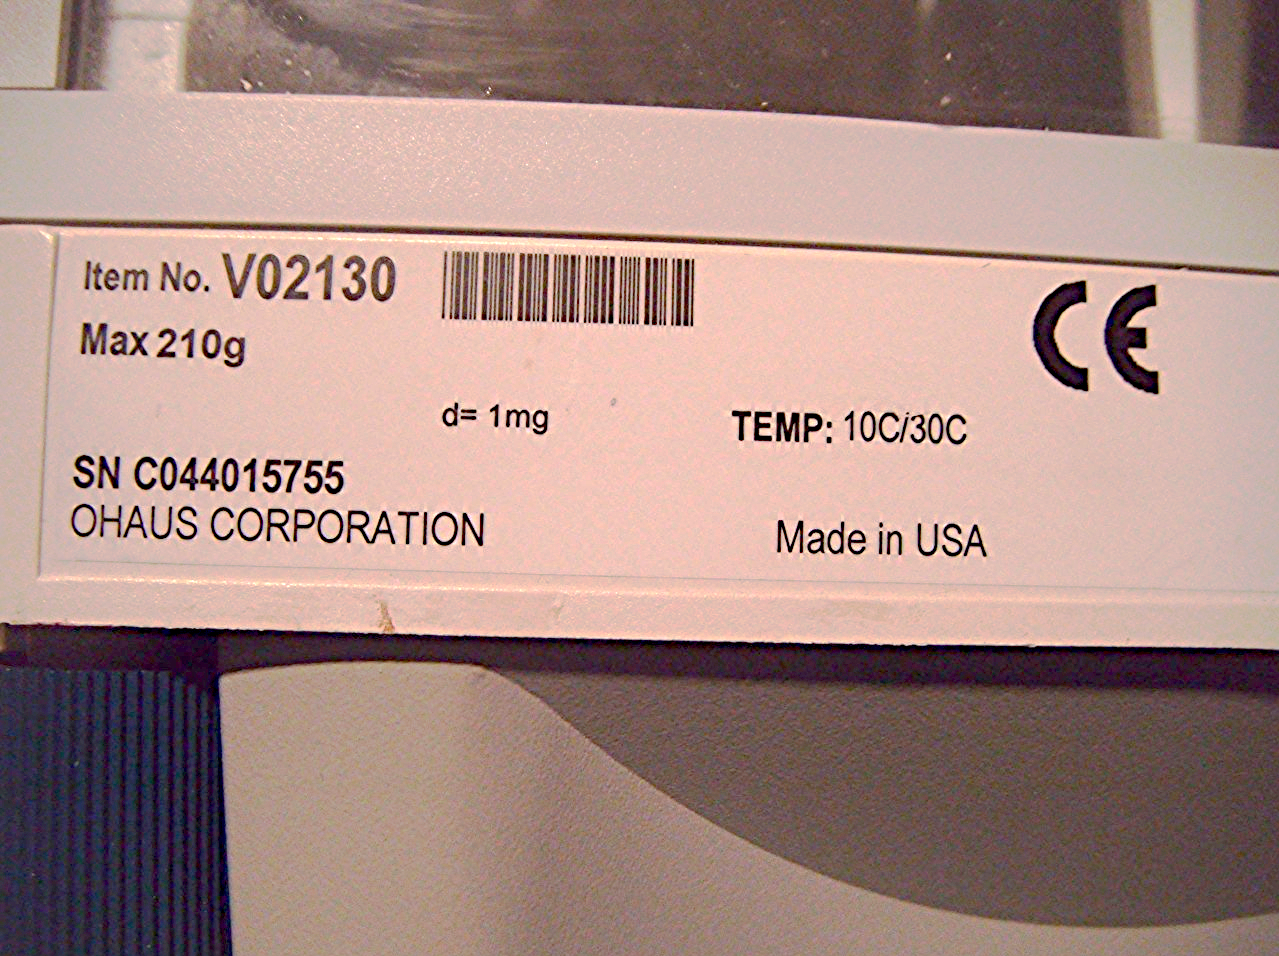 Item No. V02130
Max 210g
d= 1mg
TEMP: 10C/30C
SN C044015755
OHAUS CORPORATION
Made in USA
CE